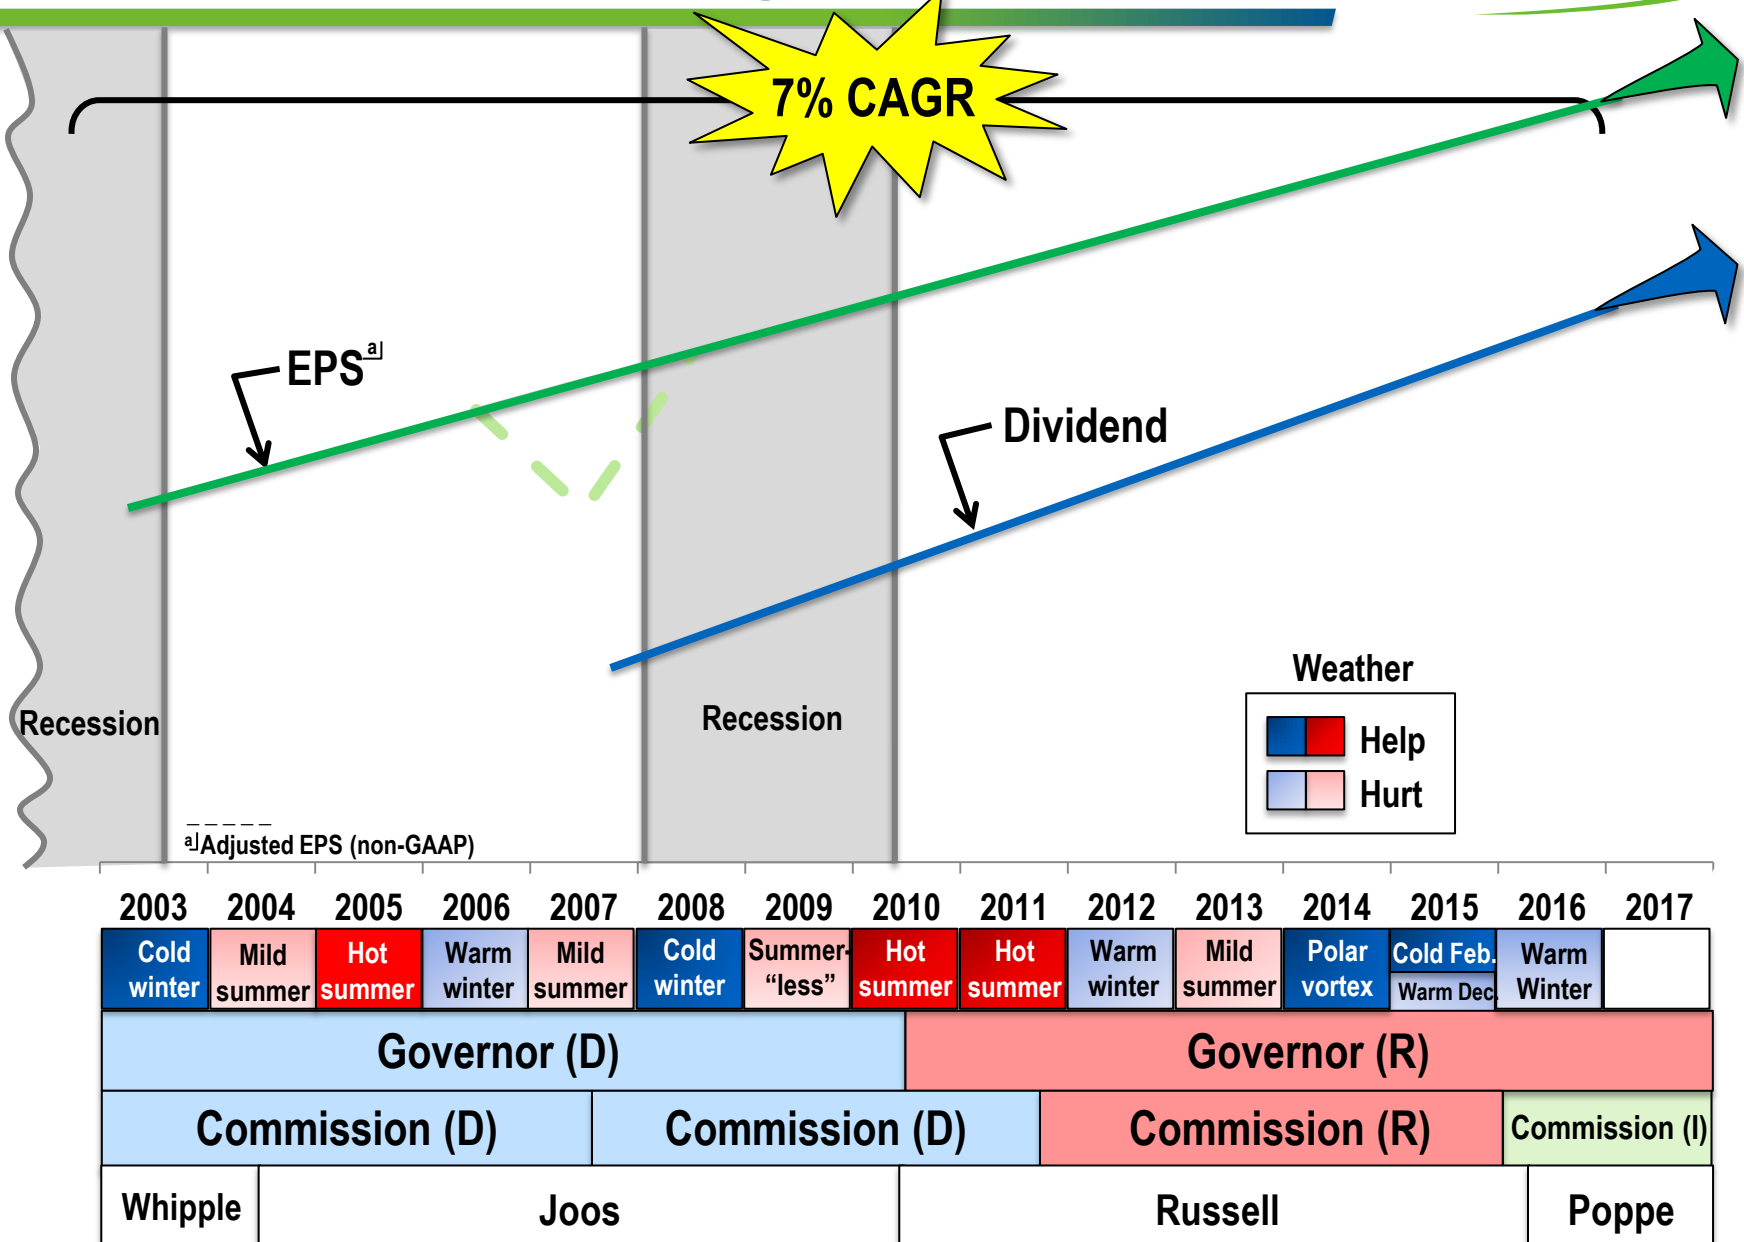 7% CAGR
EPS a]
Dividend
Weather
Help
Hurt
Recession
Recession
a] Adjusted EPS (non-GAAP)
2003 2004 2005 2006 2007 2008 2009 2010 2011 2012 2013 2014 2015 2016 2017
Cold winter
Mild summer
Hot summer
Warm winter
Mild summer
Cold winter
Summer-“less”
Hot summer
Hot summer
Warm winter
Mild summer
Polar vortex
Cold Feb.
Warm Dec.
Warm Winter
Governor (D) Governor (R)
Commission (D) Commission (D) Commission (R) Commission (I)
Whipple Joos Russell Poppe